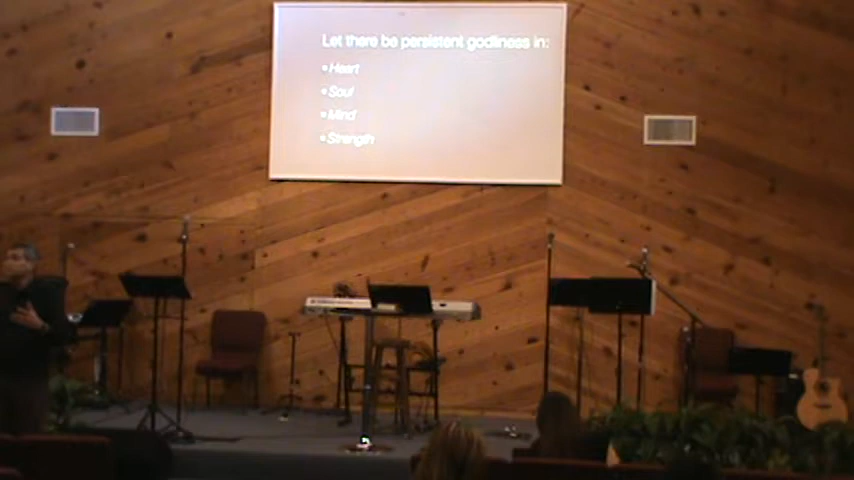 Let there be persistent godliness in:
•Heart
•Soul
•Mind
•Strength